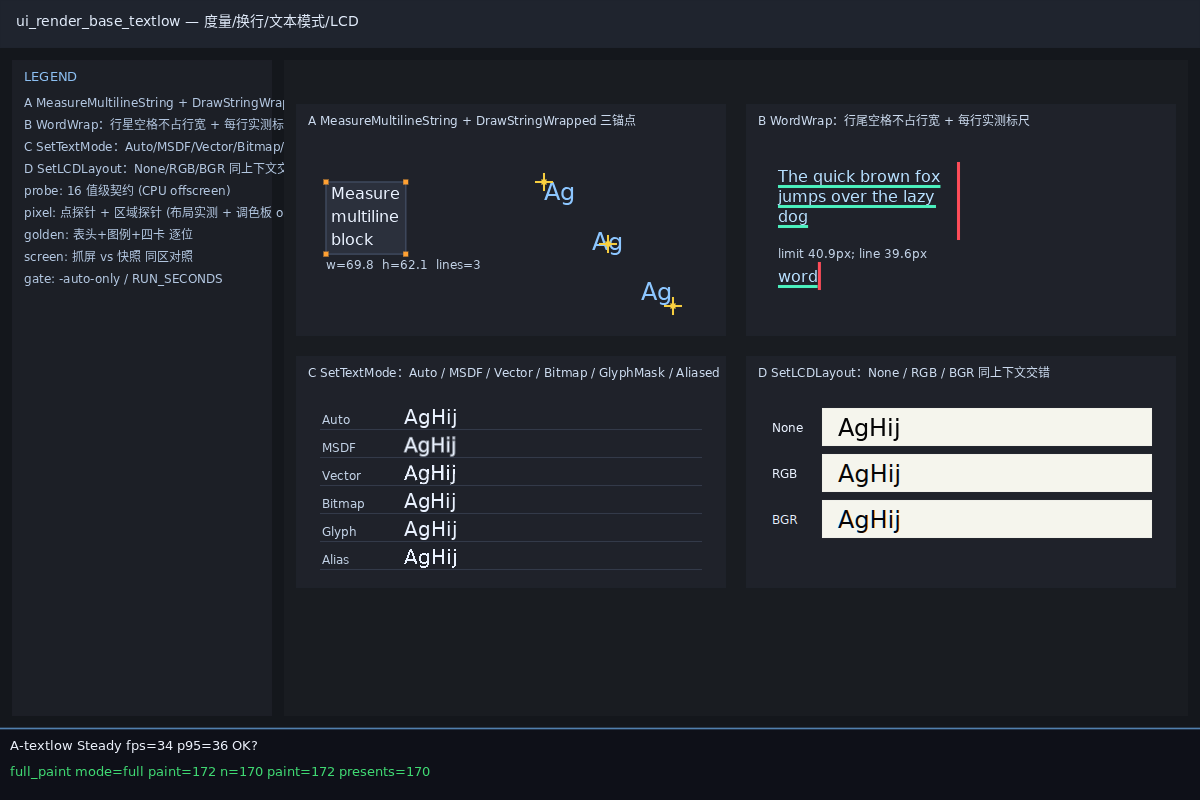 ui_render_base_textlow — 度量/换行/文本模式/LCD
LEGEND
A MeasureMultilineString + DrawStringWrap
B WordWrap：行星空格不占行宽 + 每行实测标
C SetTextMode：Auto/MSDF/Vector/Bitmap/
D SetLCDLayout：None/RGB/BGR 同上下文交
probe: 16 值级契约 (CPU offscreen)
pixel: 点探针 + 区域探针 (布局实测 + 调色板 o
golden: 表头+图例+四卡 逐位
screen: 抓屏 vs 快照 同区对照
gate: -auto-only / RUN_SECONDS
A MeasureMultilineString + DrawStringWrapped 三锚点
Measure
multiline
block
w=69.8 h=62.1 lines=3
Ag
Ag
Ag
B WordWrap：行尾空格不占行宽 + 每行实测标尺
The quick brown fox
jumps over the lazy
dog
limit 40.9px; line 39.6px
word
C SetTextMode：Auto / MSDF / Vector / Bitmap / GlyphMask / Aliased
Auto AgHij
MSDF AgHij
Vector AgHij
Bitmap AgHij
Glyph AgHij
Alias AgHij
D SetLCDLayout：None / RGB / BGR 同上下文交错
None AgHij
RGB AgHij
BGR AgHij
A-textlow Steady fps=34 p95=36 OK?
full_paint mode=full paint=172 n=170 paint=172 presents=170